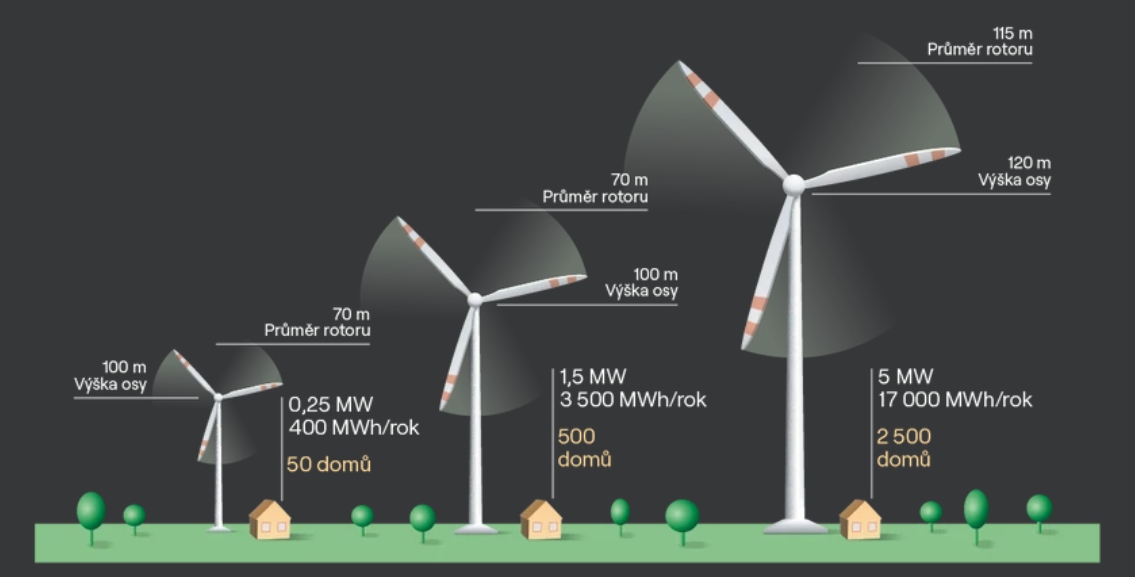 100 m
Výška osy
70 m
Průměr rotoru
0,25 MW
400 MWh/rok
50 domů
70 m
Průměr rotoru
100 m
Výška osy
1,5 MW
3 500 MWh/rok
500
domů
115 m
Průměr rotoru
120 m
Výška osy
5 MW
17 000 MWh/rok
2 500
domů